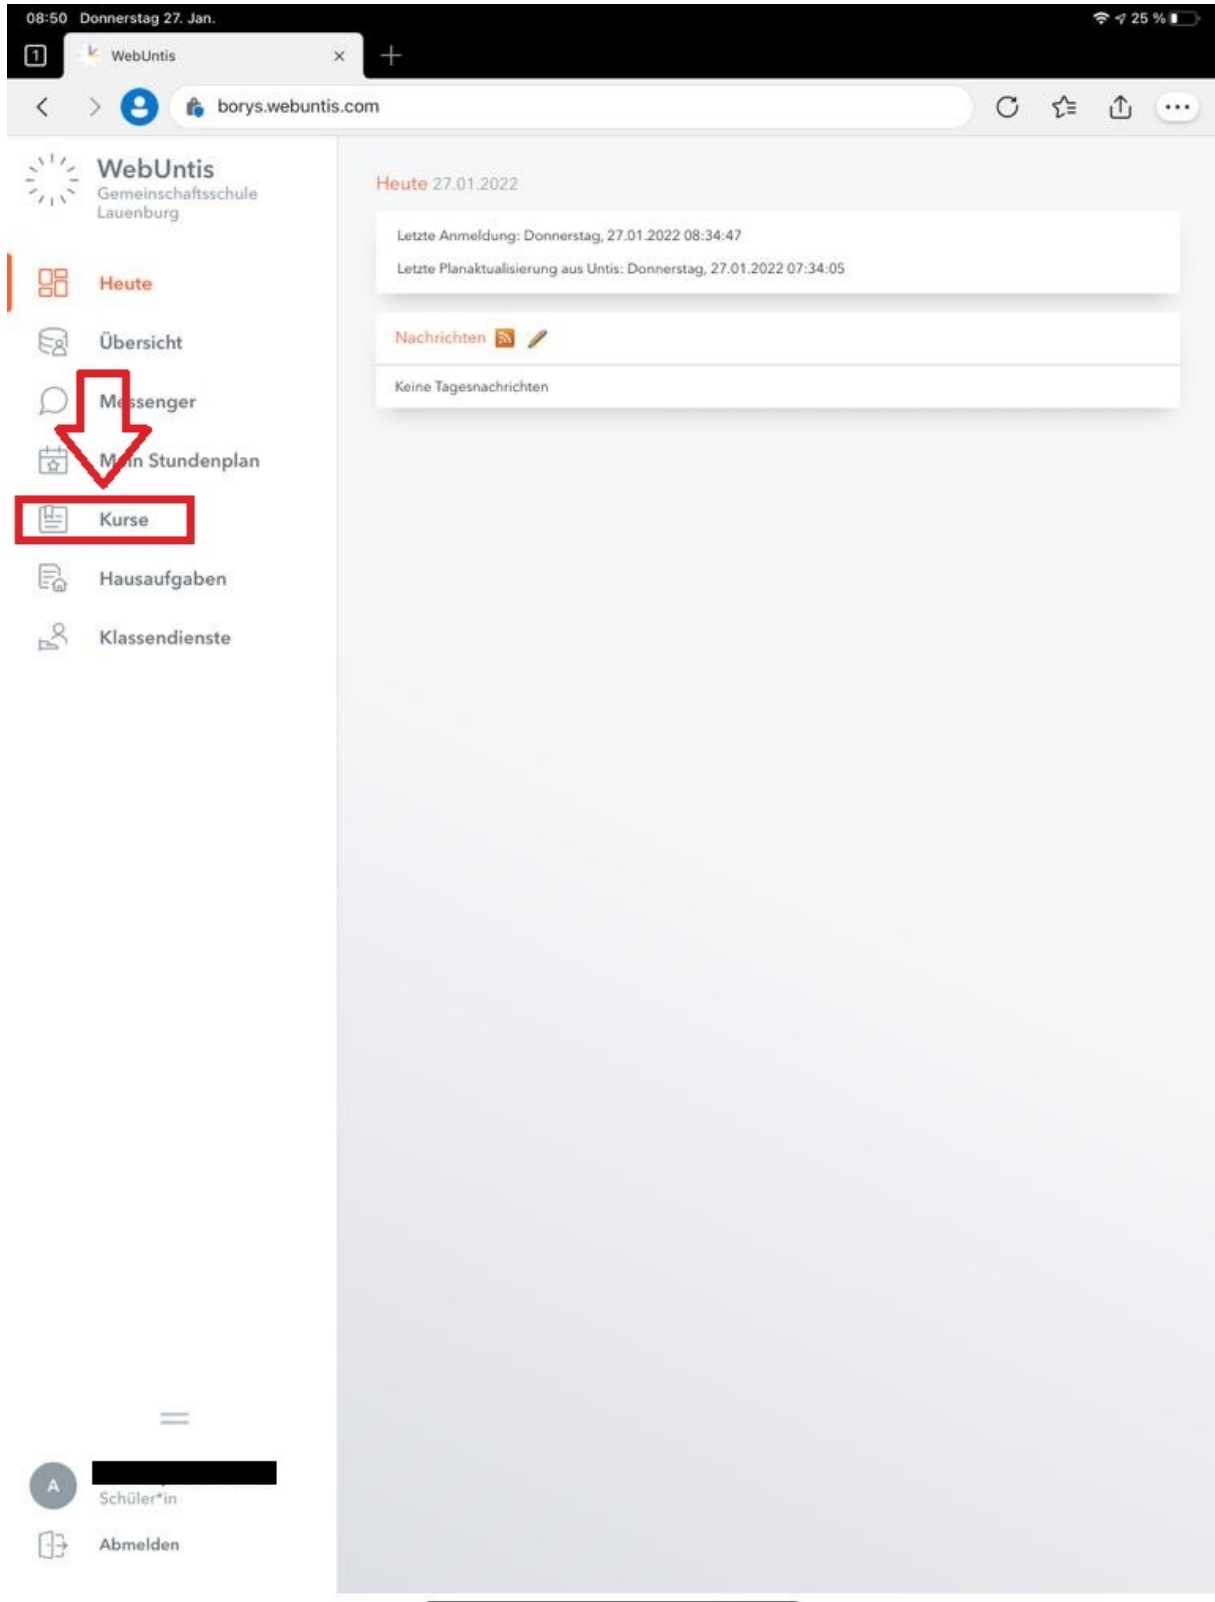 08:50 Donnerstag 27. Jan.
25 %
1
WebUntis
borys.webuntis.com
WebUntis
Gemeinschaftsschule
Lauenburg
Heute
Übersicht
Messenger
Mein Stundenplan
Kurse
Hausaufgaben
Klassendienste
Heute 27.01.2022
Letzte Anmeldung: Donnerstag, 27.01.2022 08:34:47
Letzte Planaktualisierung aus Untis: Donnerstag, 27.01.2022 07:34:05
Nachrichten
Keine Tagesnachrichten
A
Schüler*in
Abmelden